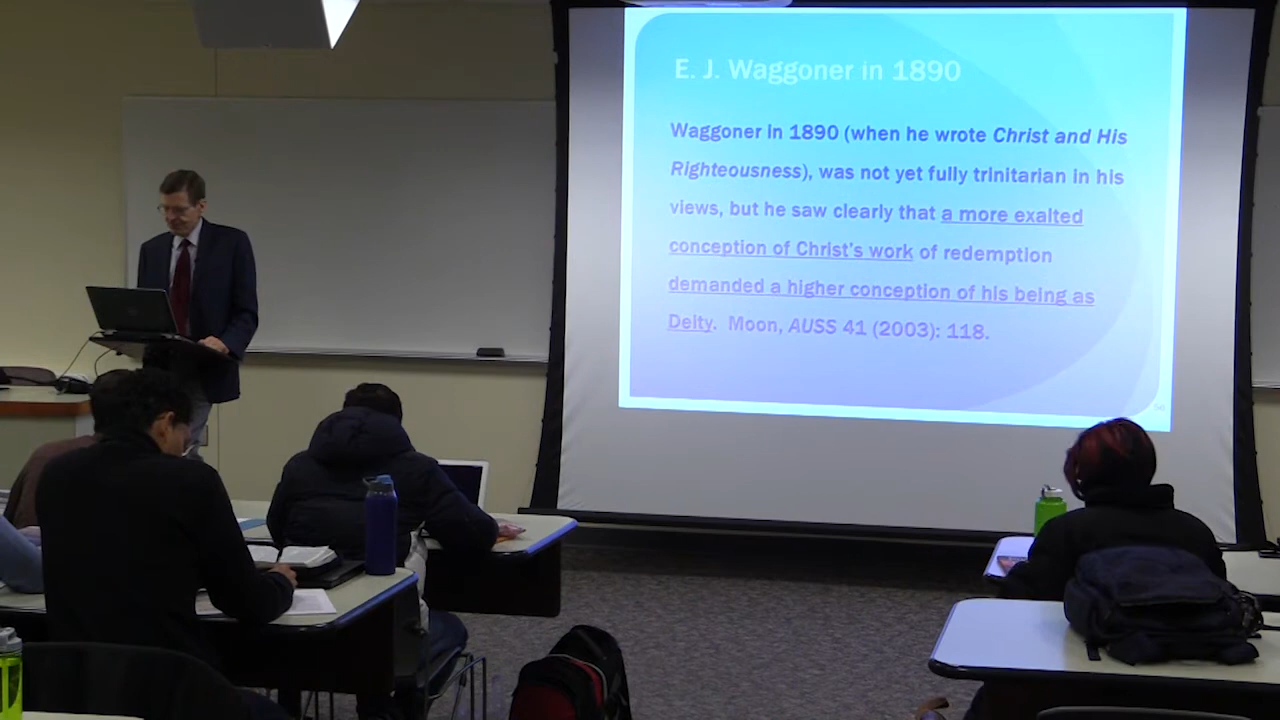 E. J. Waggoner in 1890
Waggoner in 1890 (when he wrote Christ and His
Righteousness), was not yet fully trinitarian in his
views, but he saw clearly that a more exalted
conception of Christ's work of redemption
demanded a higher conception of his being as
Deity. Moon, AUSS 41 (2003): 118.